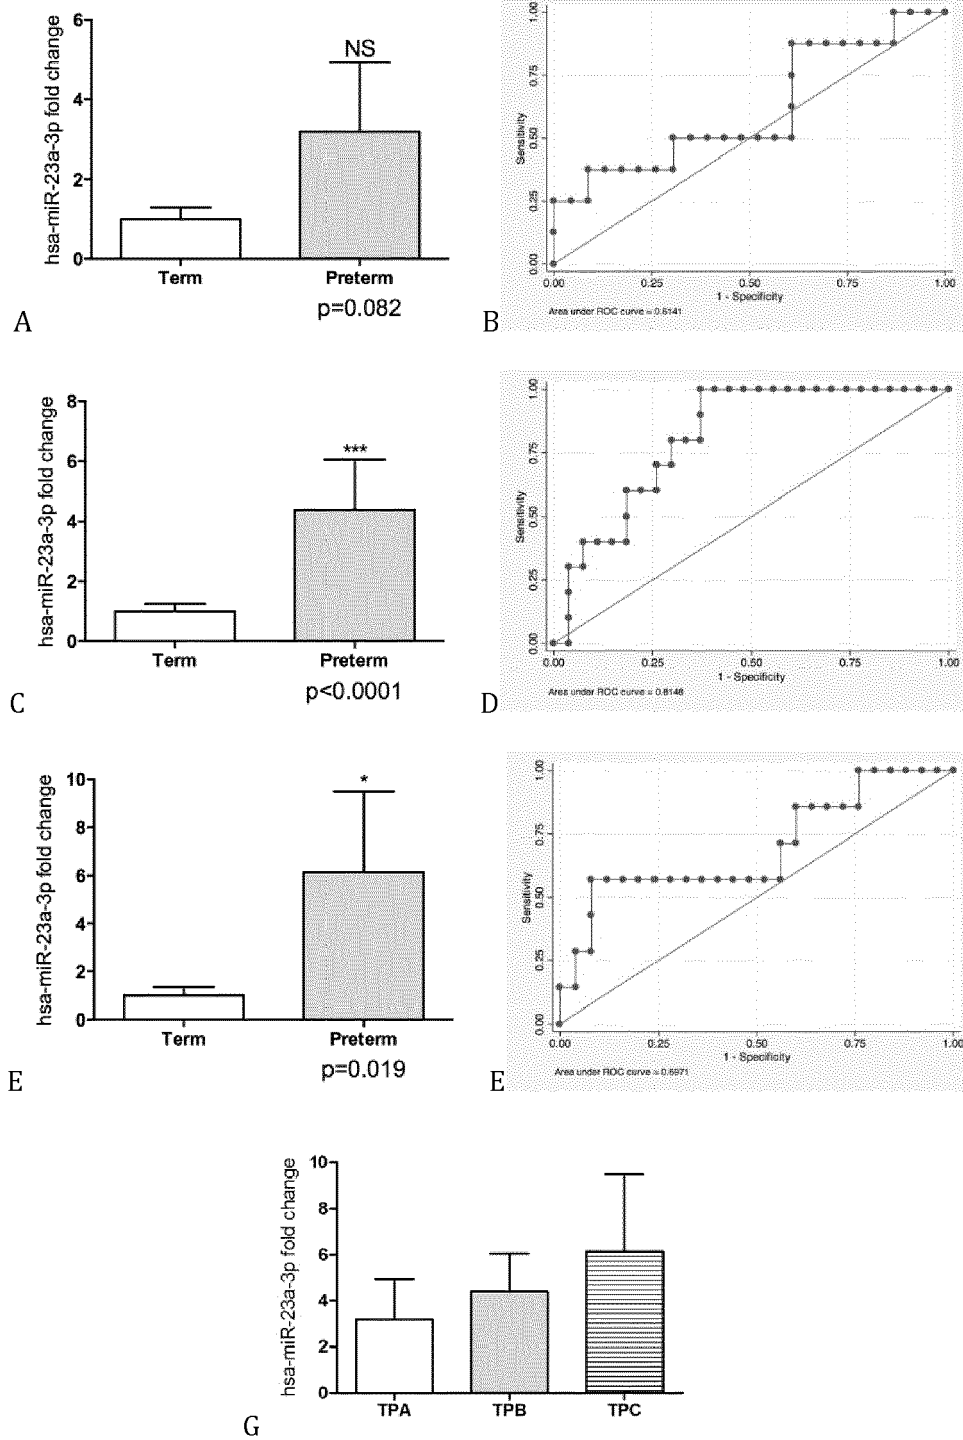 hsa-miR-23a-3p fold change
6
4
2
0
NS
Term
Preterm
p=0.082
A
Sensitivity
1.00
0.75
0.50
0.25
0.00
0.00
0.25
0.50
0.75
1.00
1 - Specificity
Area under ROC curve = 0.6141
B
hsa-miR-23a-3p fold change
8
6
4
2
0
***
Term
Preterm
p<0.0001
C
Sensitivity
1.00
0.75
0.50
0.25
0.00
0.00
0.25
0.50
0.75
1.00
1 - Specificity
Area under ROC curve = 0.8148
D
hsa-miR-23a-3p fold change
10
8
6
4
2
0
*
Term
Preterm
p=0.019
E
Sensitivity
1.00
0.75
0.50
0.25
0.00
0.00
0.25
0.50
0.75
1.00
1 - Specificity
Area under ROC curve = 0.6971
E
hsa-miR-23a-3p fold change
10
8
6
4
2
0
TPA
TPB
TPC
G